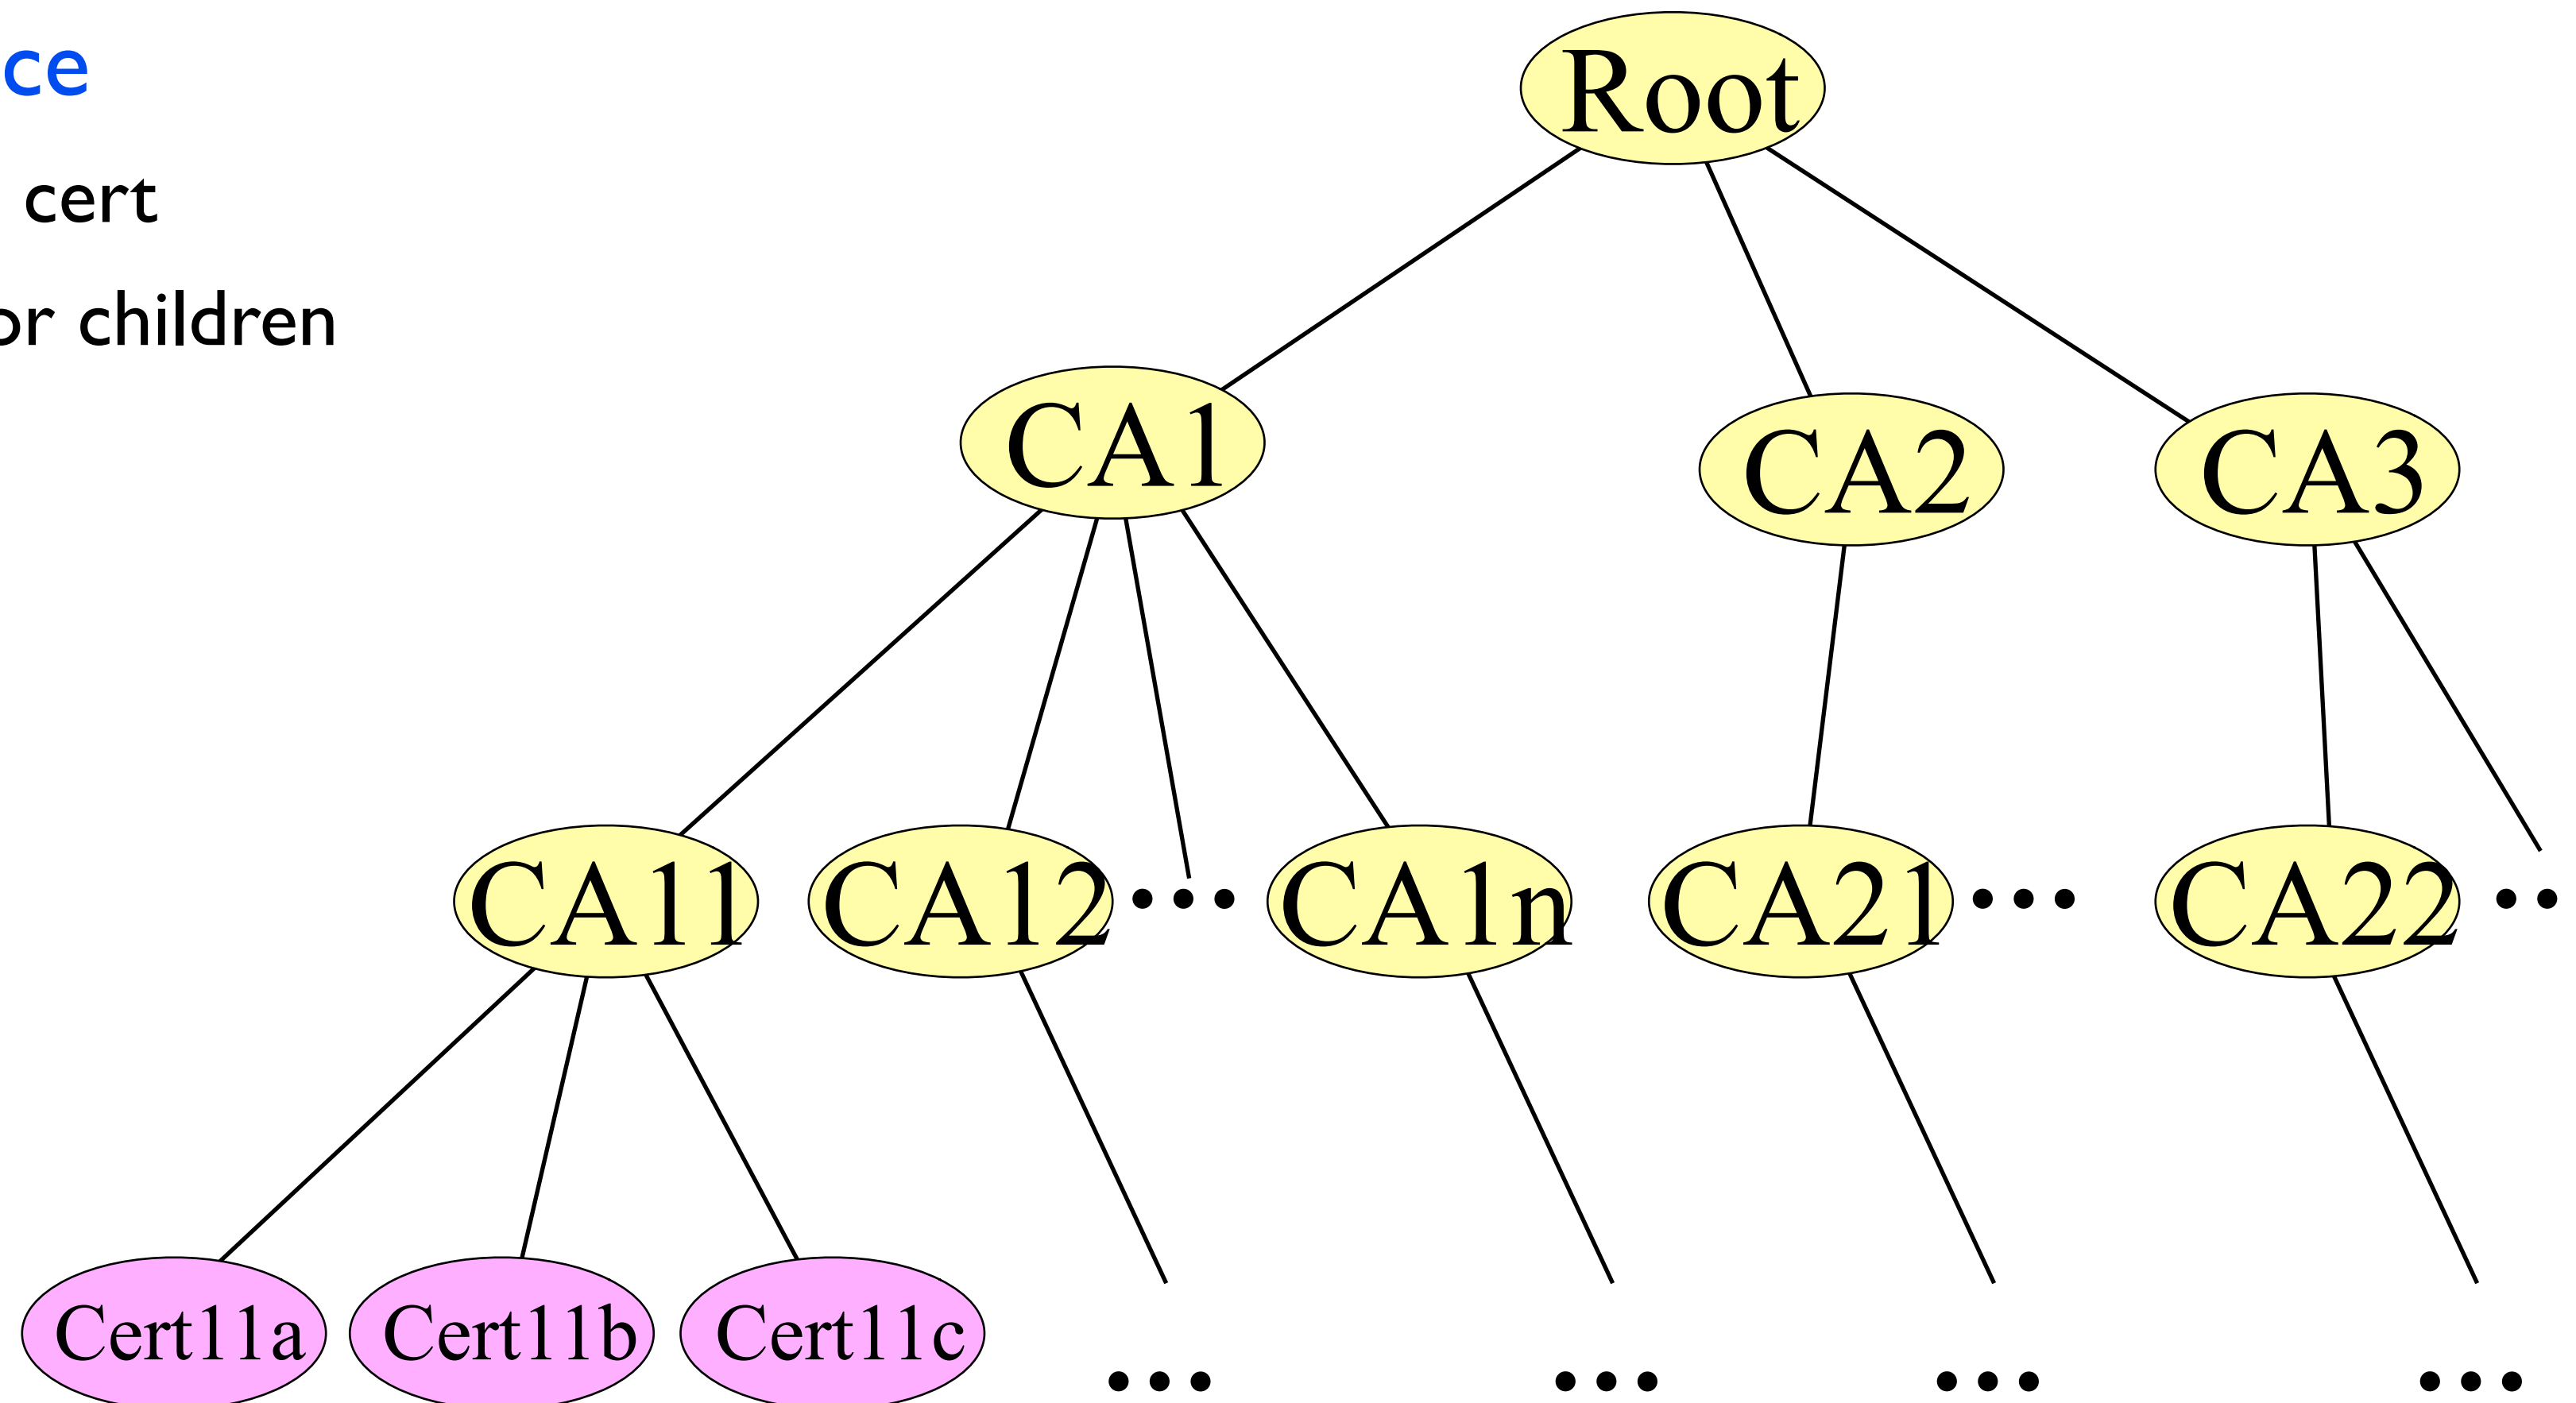 ce
cert
or children
Root
CA1
CA2
CA3
CA11
CA12
...
CA1n
CA21
...
CA22
..
Cert11a
Cert11b
Cert11c
...
...
...
...